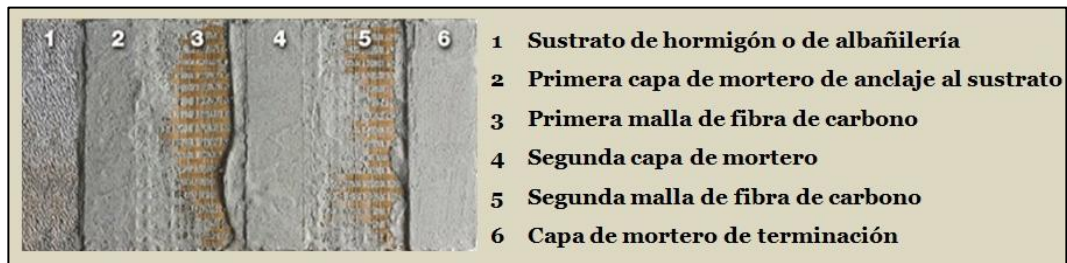 1 2 3 4 5 6
1 Sustrato de hormigón o de albañilería
2 Primera capa de mortero de anclaje al sustrato
3 Primera malla de fibra de carbono
4 Segunda capa de mortero
5 Segunda malla de fibra de carbono
6 Capa de mortero de terminación